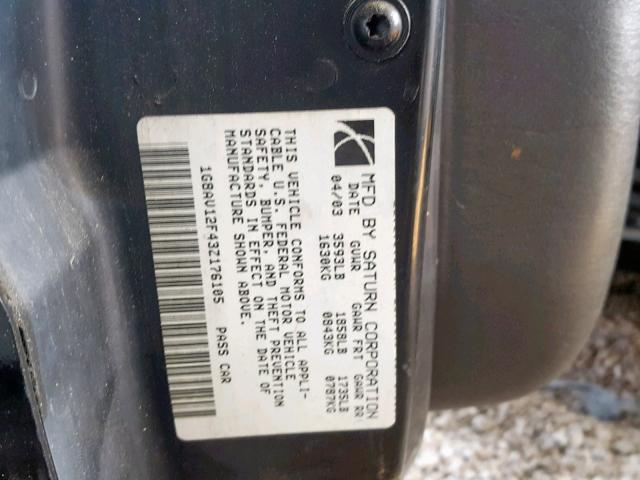 MFD BY SATURN CORPORATION
DATE GVWR GAWR FRT GAWR RR
04/03 3593LB 1858LB 1735LB
1630KG 0843KG 0787KG
THIS VEHICLE CONFORMS TO ALL APPLI-
CABLE U.S. FEDERAL MOTOR VEHICLE
SAFETY, BUMPER, AND THEFT PREVENTION
STANDARDS IN EFFECT ON THE DATE OF
MANUFACTURE SHOWN ABOVE.
1G8AV12F43Z176105 PASS CAR